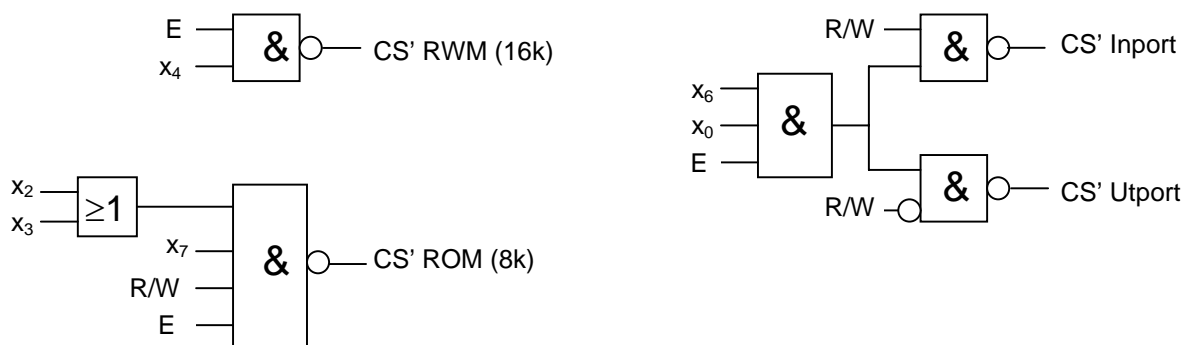 E
x₄
&
CS’ RWM (16k)
x₂
x₃
≥1
x₇
R/W
E
&
CS’ ROM (8k)
x₆
x₀
E
&
R/W
&
CS’ Inport
R/W
&
CS’ Utport